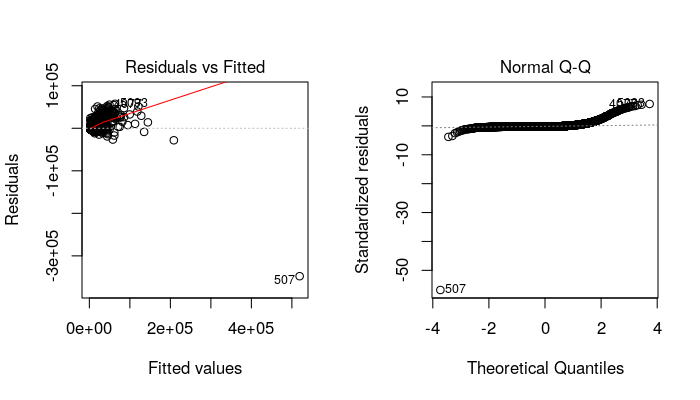 Residuals vs Fitted
1e+05
-1e+05
-3e+05
Residuals
507
0e+00
2e+05
4e+05
Fitted values
Normal Q-Q
10
-10
-30
-50
Standardized residuals
507
-4
-2
0
2
4
Theoretical Quantiles